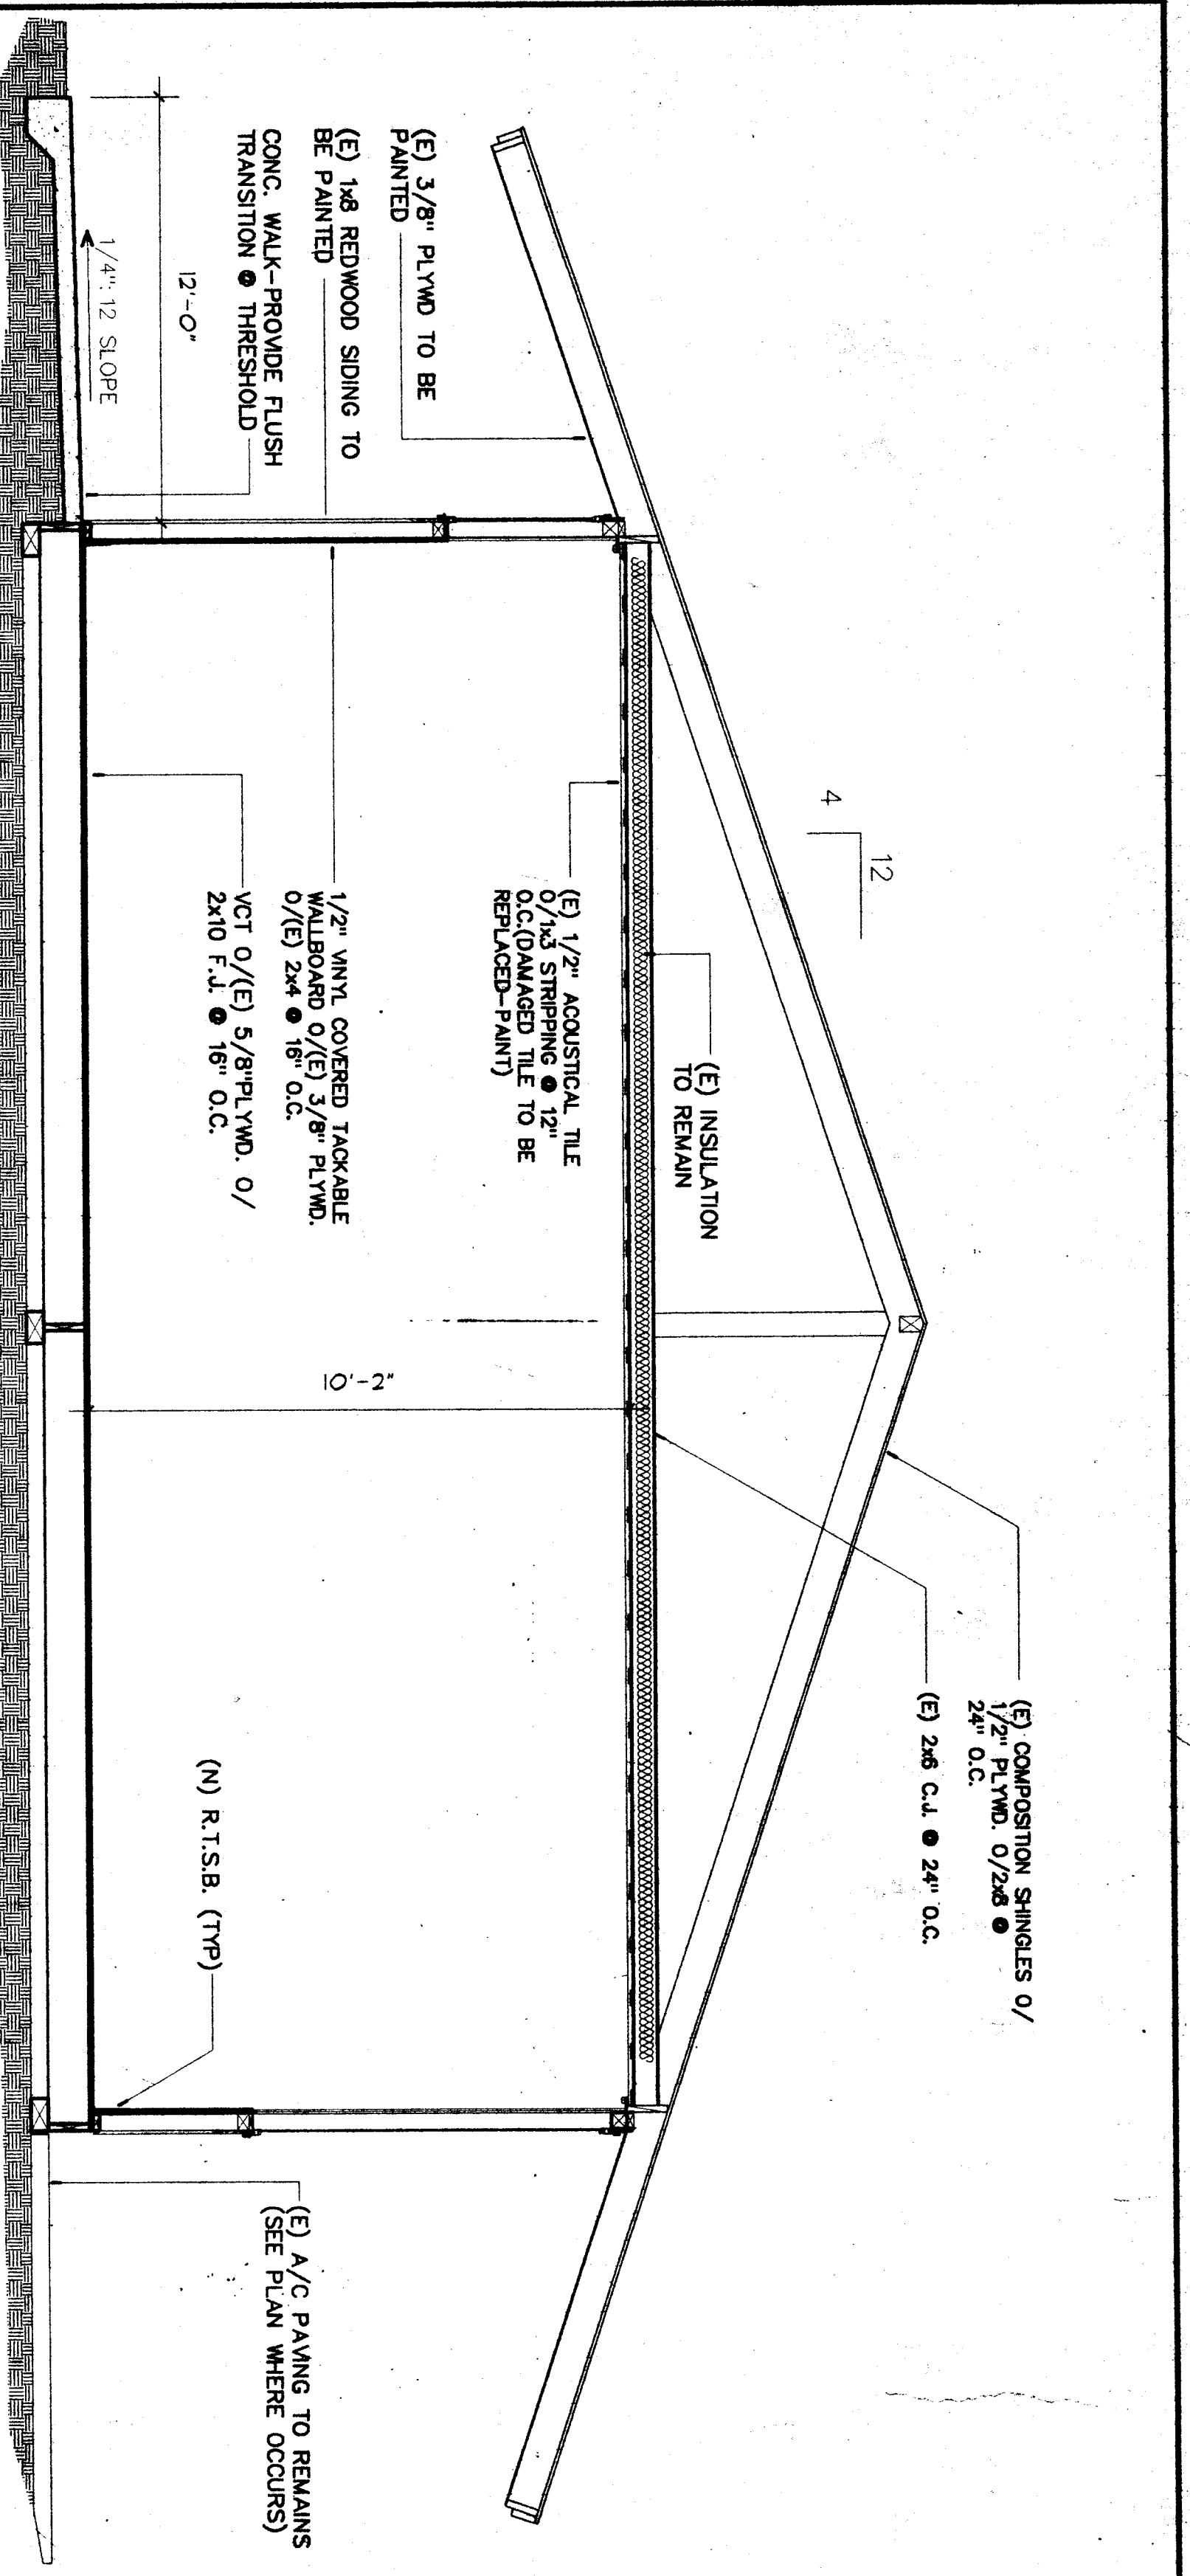 (E) COMPOSITION SHINGLES O/
1/2" PLYWD. O/2x8 @
24" O.C.
(E) 2x6 C.J. @ 24" O.C.
12
4
(E) INSULATION
TO REMAIN
(E) 1/2" ACOUSTICAL TILE
O/1x3 STRIPPING @ 12"
O.C.(DAMAGED TILE TO BE
REPLACED-PAINT)
(E) 3/8" PLYWD TO BE
PAINTED
(E) 1x8 REDWOOD SIDING TO
BE PAINTED
CONC. WALK-PROVIDE FLUSH
TRANSITION @ THRESHOLD
12'-0"
1/4":12 SLOPE
1/2" VINYL COVERED TACKABLE
WALLBOARD O/(E) 3/8" PLYWD.
O/(E) 2x4 @ 16" O.C.
VCT O/(E) 5/8"PLYWD. O/
2x10 F.J. @ 16" O.C.
10'-2"
(N) R.T.S.B. (TYP)
(E) A/C PAVING TO REMAINS
(SEE PLAN WHERE OCCURS)